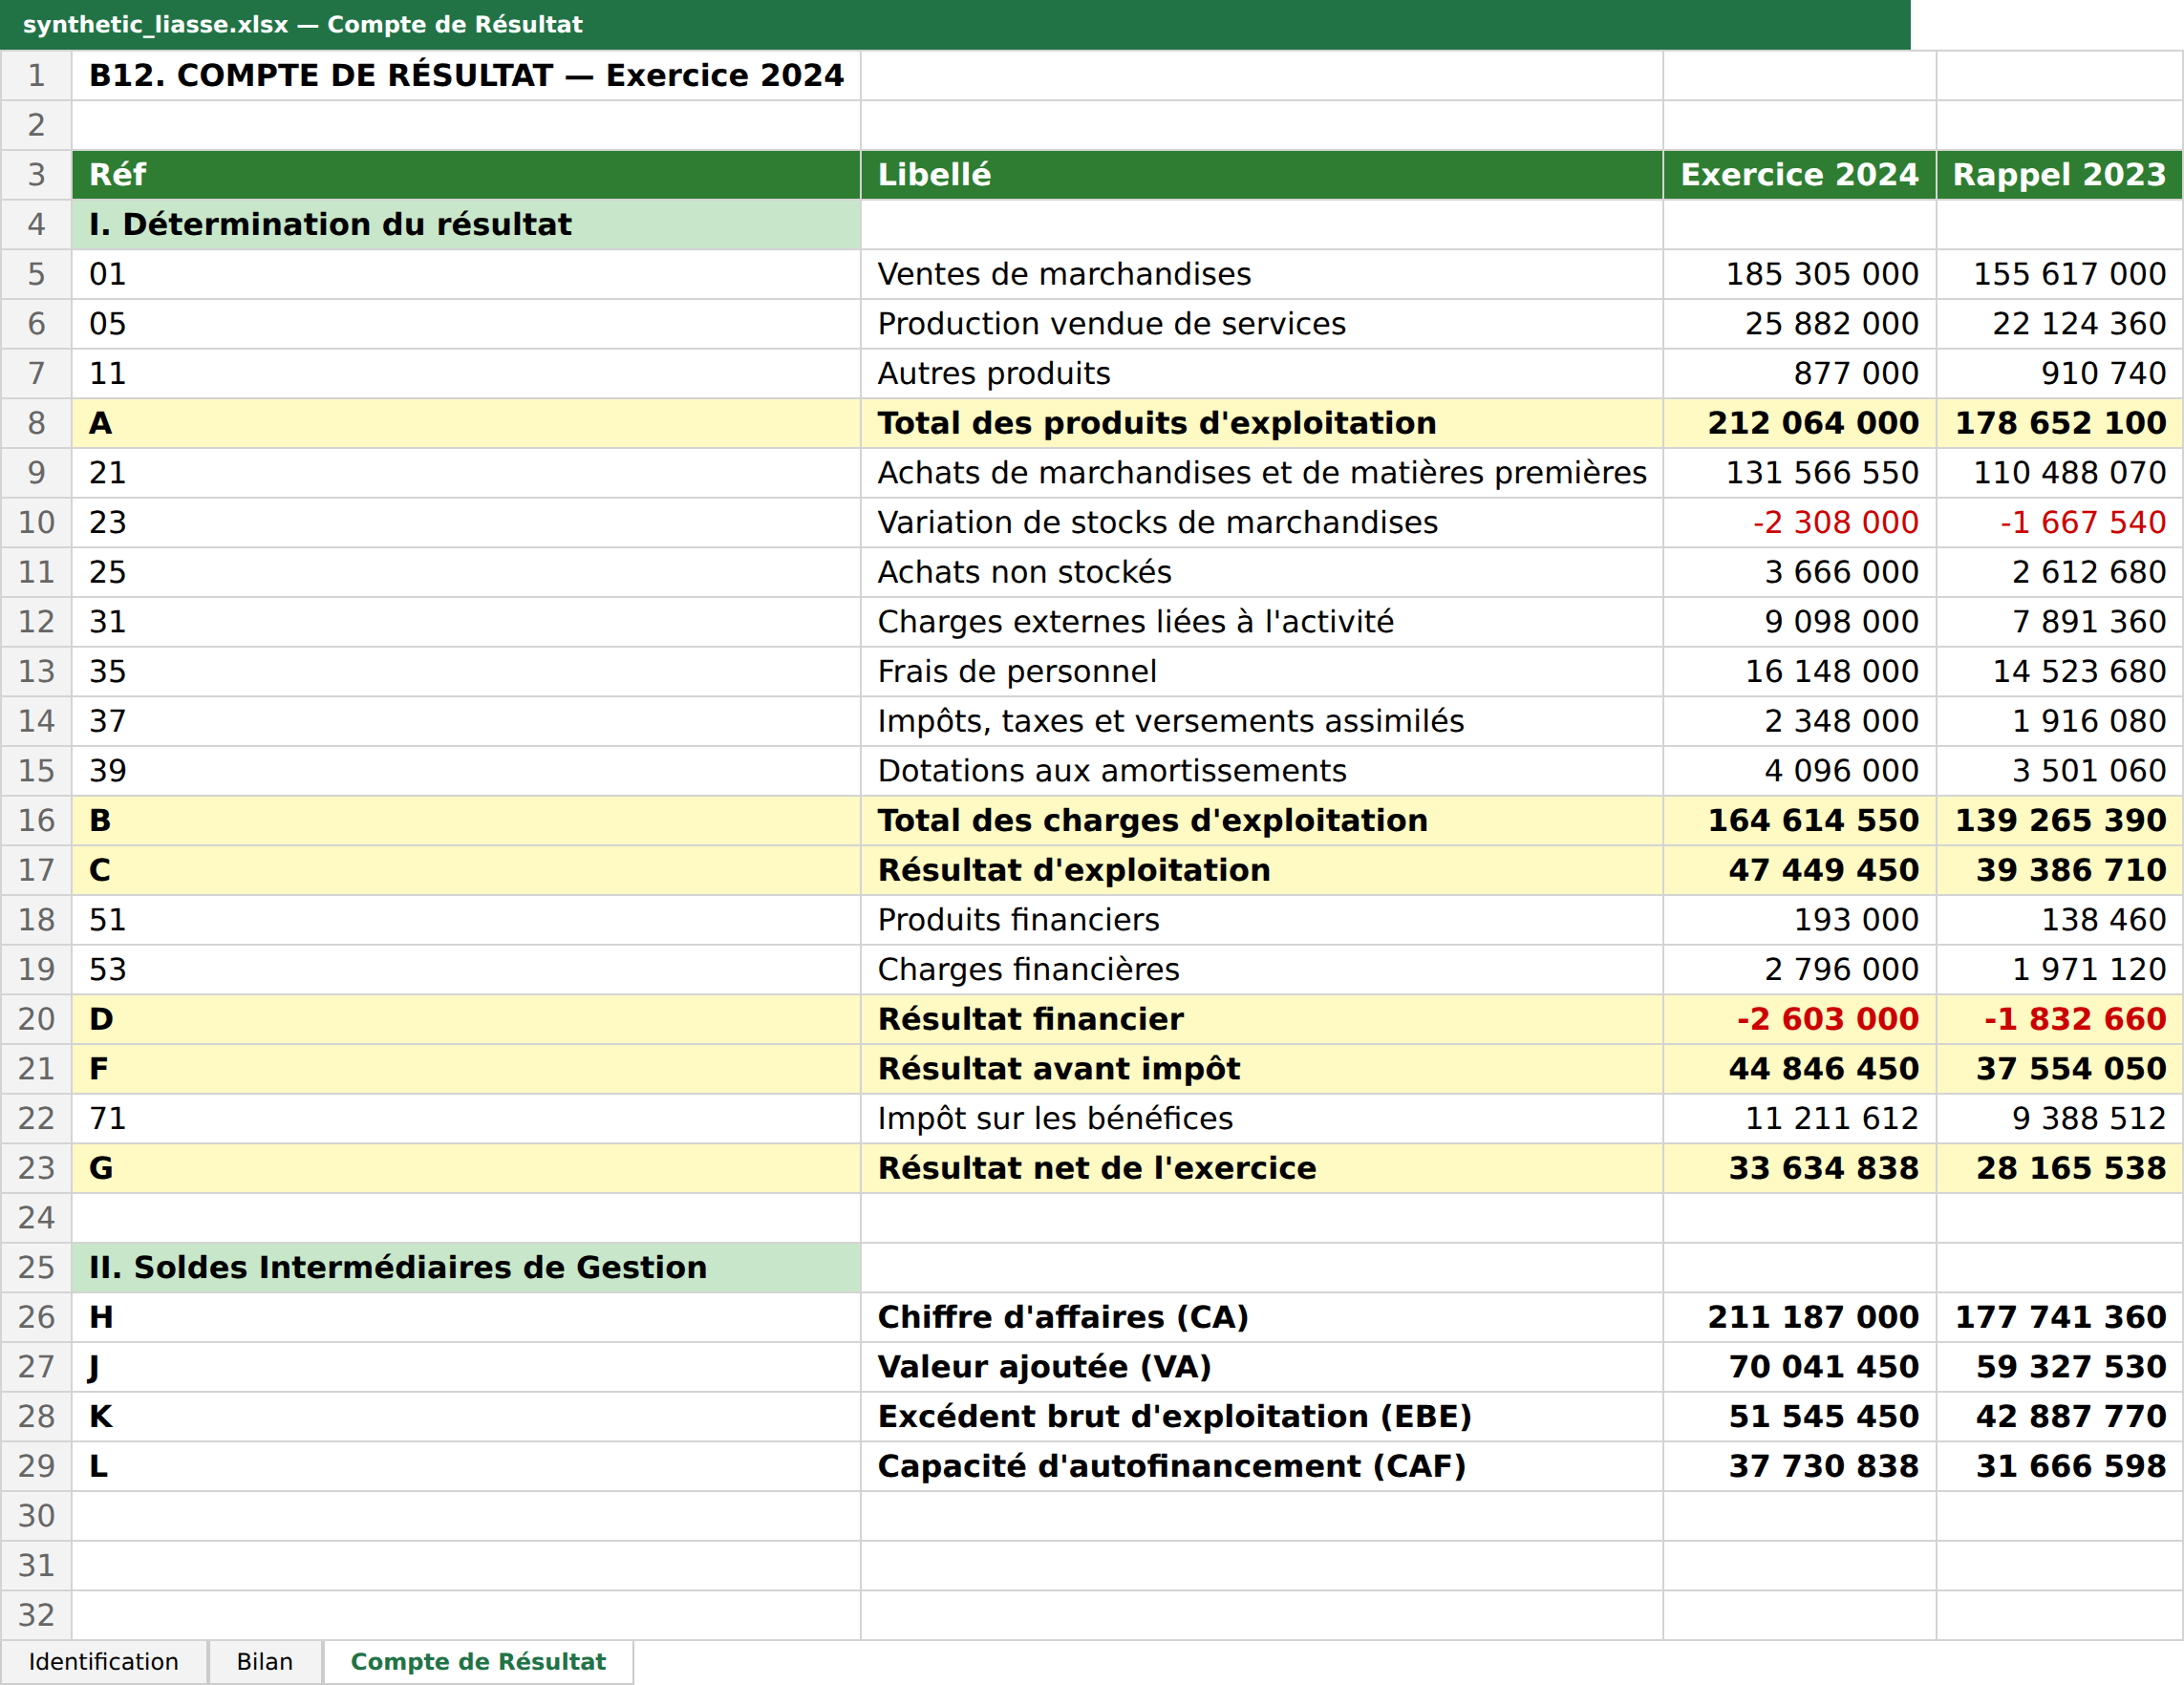 synthetic_liasse.xlsx — Compte de Résultat
1 B12. COMPTE DE RÉSULTAT — Exercice 2024
2
3 Réf Libellé Exercice 2024 Rappel 2023
4 I. Détermination du résultat
5 01 Ventes de marchandises 185 305 000 155 617 000
6 05 Production vendue de services 25 882 000 22 124 360
7 11 Autres produits 877 000 910 740
8 A Total des produits d'exploitation 212 064 000 178 652 100
9 21 Achats de marchandises et de matières premières 131 566 550 110 488 070
10 23 Variation de stocks de marchandises -2 308 000 -1 667 540
11 25 Achats non stockés 3 666 000 2 612 680
12 31 Charges externes liées à l'activité 9 098 000 7 891 360
13 35 Frais de personnel 16 148 000 14 523 680
14 37 Impôts, taxes et versements assimilés 2 348 000 1 916 080
15 39 Dotations aux amortissements 4 096 000 3 501 060
16 B Total des charges d'exploitation 164 614 550 139 265 390
17 C Résultat d'exploitation 47 449 450 39 386 710
18 51 Produits financiers 193 000 138 460
19 53 Charges financières 2 796 000 1 971 120
20 D Résultat financier -2 603 000 -1 832 660
21 F Résultat avant impôt 44 846 450 37 554 050
22 71 Impôt sur les bénéfices 11 211 612 9 388 512
23 G Résultat net de l'exercice 33 634 838 28 165 538
24
25 II. Soldes Intermédiaires de Gestion
26 H Chiffre d'affaires (CA) 211 187 000 177 741 360
27 J Valeur ajoutée (VA) 70 041 450 59 327 530
28 K Excédent brut d'exploitation (EBE) 51 545 450 42 887 770
29 L Capacité d'autofinancement (CAF) 37 730 838 31 666 598
30
31
32
Identification Bilan Compte de Résultat